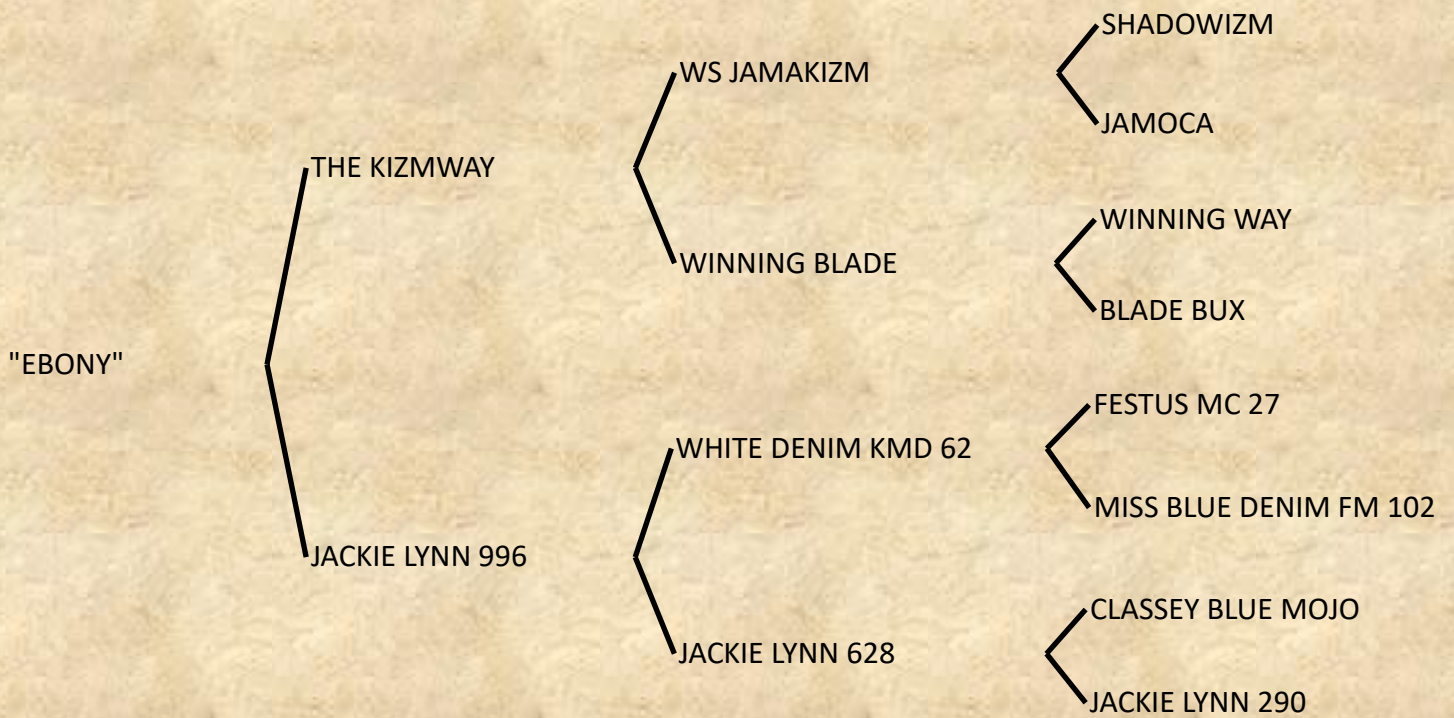 SHADOWIZM
WS JAMAKIZM
JAMOCA
THE KIZMWAY
WINNING WAY
WINNING BLADE
BLADE BUX
"EBONY"
FESTUS MC 27
WHITE DENIM KMD 62
MISS BLUE DENIM FM 102
JACKIE LYNN 996
CLASSEY BLUE MOJO
JACKIE LYNN 628
JACKIE LYNN 290